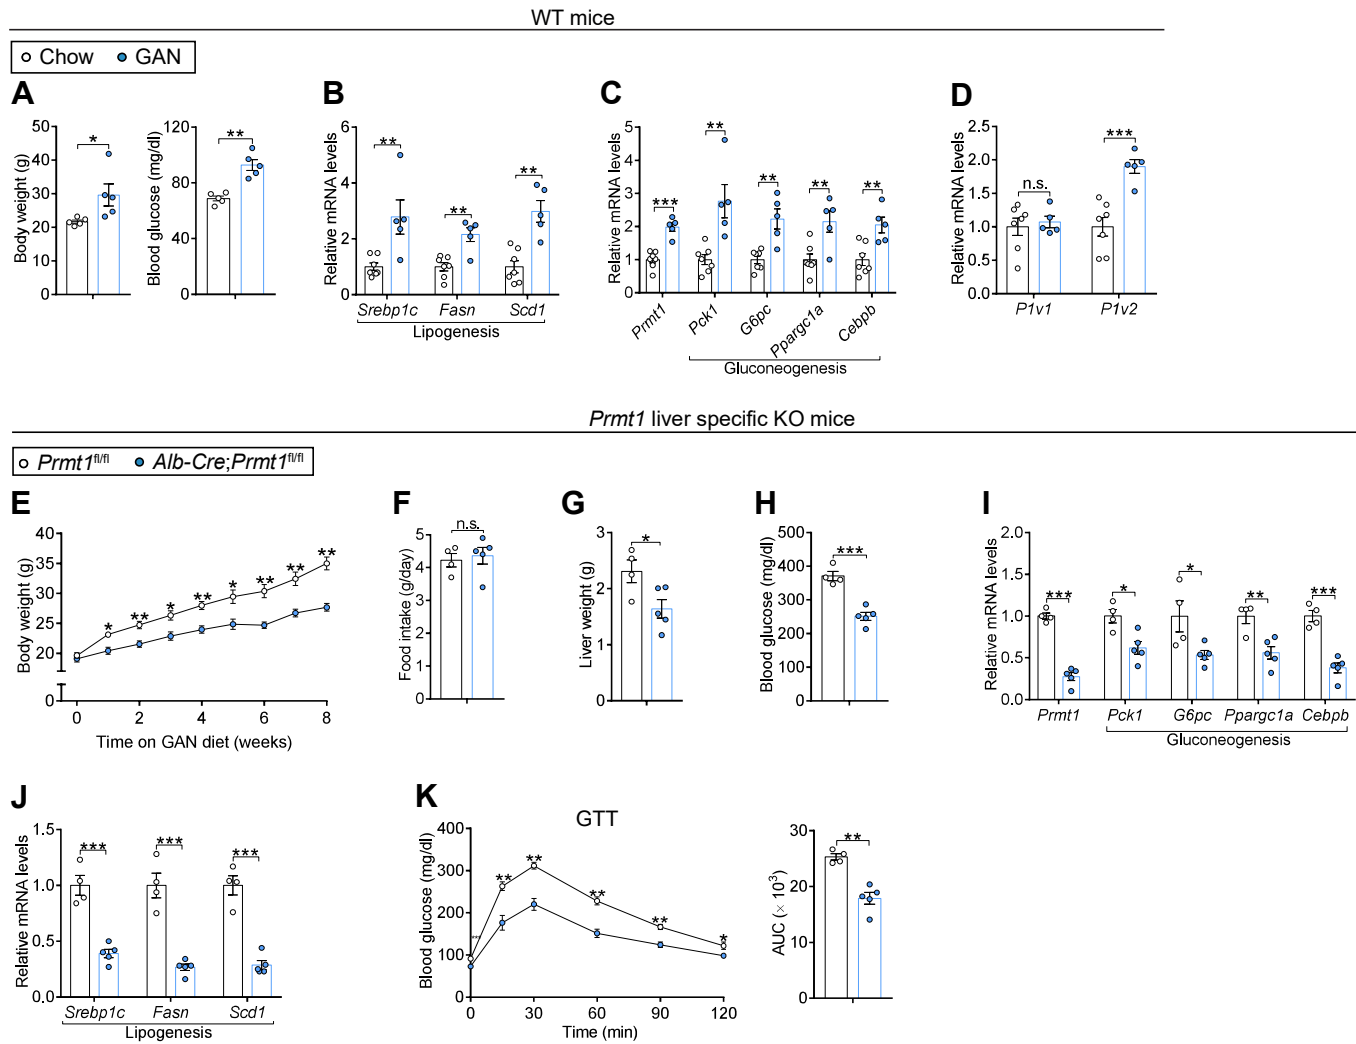 WT mice
Chow GAN
A
B
C
D
Body weight (g)
50
40
30
20
10
0
*
Blood glucose (mg/dl)
120
80
40
0
**
Relative mRNA levels
6
4
2
0
** ** **
Srebp1c Fasn Scd1
Lipogenesis
Relative mRNA levels
5
4
3
2
1
0
*** ** ** ** **
Prmt1 Pck1 G6pc Ppargc1a Cebpb
Gluconeogenesis
Relative mRNA levels
2.5
2.0
1.5
1.0
0.5
0.0
n.s. ***
P1v1 P1v2
Prmt1 liver specific KO mice
Prmt1fl/fl Alb-Cre;Prmt1fl/fl
E
F
G
H
I
Body weight (g)
40
35
30
25
20
0
* ** * ** * ** ** **
0 2 4 6 8
Time on GAN diet (weeks)
Food intake (g/day)
5
4
3
2
1
0
n.s.
Liver weight (g)
3
2
1
0
*
Blood glucose (mg/dl)
500
400
300
200
100
0
***
Relative mRNA levels
2.0
1.5
1.0
0.5
0.0
*** * * ** ***
Prmt1 Pck1 G6pc Ppargc1a Cebpb
Gluconeogenesis
J
K
Relative mRNA levels
1.5
1.0
0.5
0.0
*** *** ***
Srebp1c Fasn Scd1
Lipogenesis
GTT
Blood glucose (mg/dl)
400
300
200
100
0
*** ** ** ** ** *
0 30 60 90 120
Time (min)
AUC (× 10³)
30
20
10
0
**